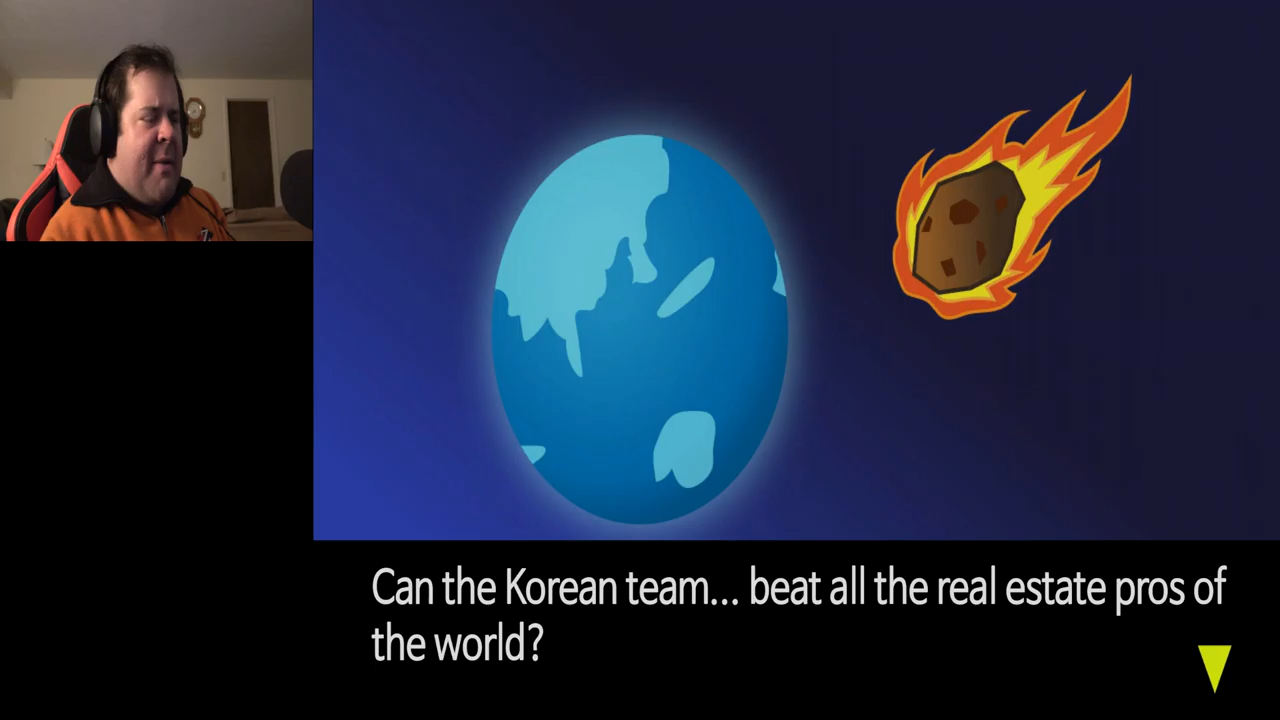 Can the Korean team... beat all the real estate pros of
the world?